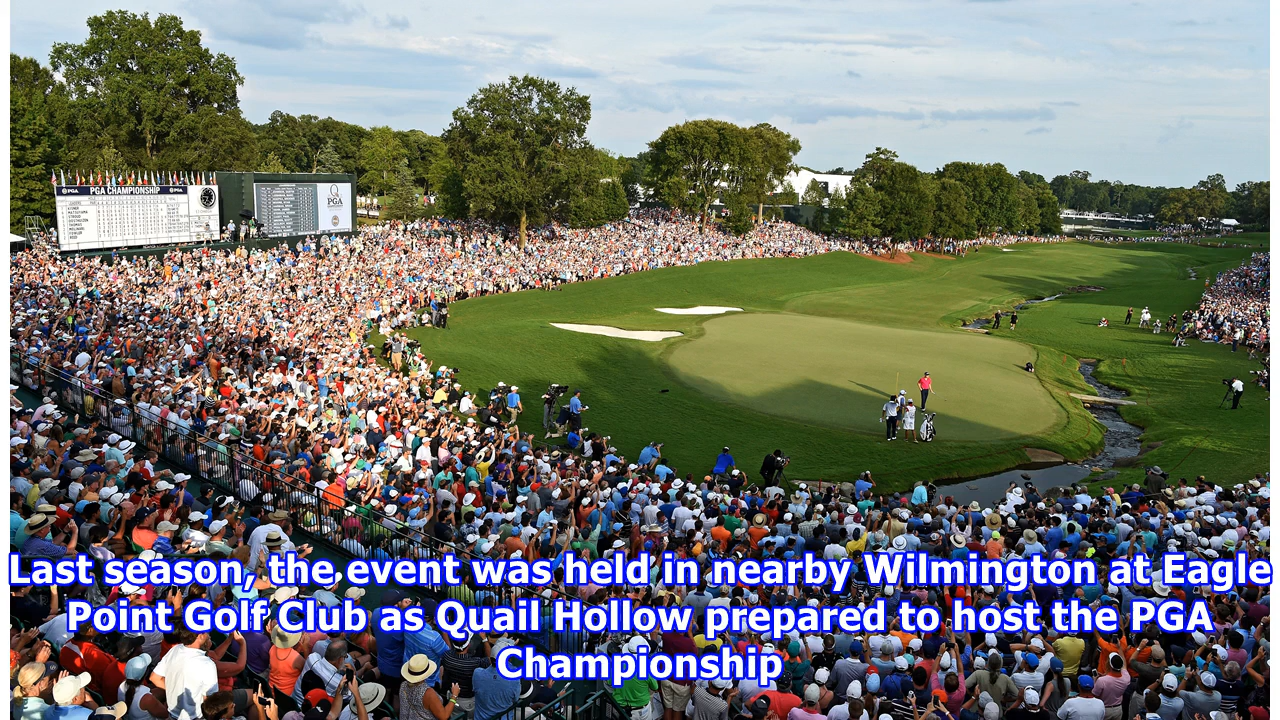 PGA CHAMPIONSHIP
PGA
Last season, the event was held in nearby Wilmington at Eagle
Point Golf Club as Quail Hollow prepared to host the PGA
Championship